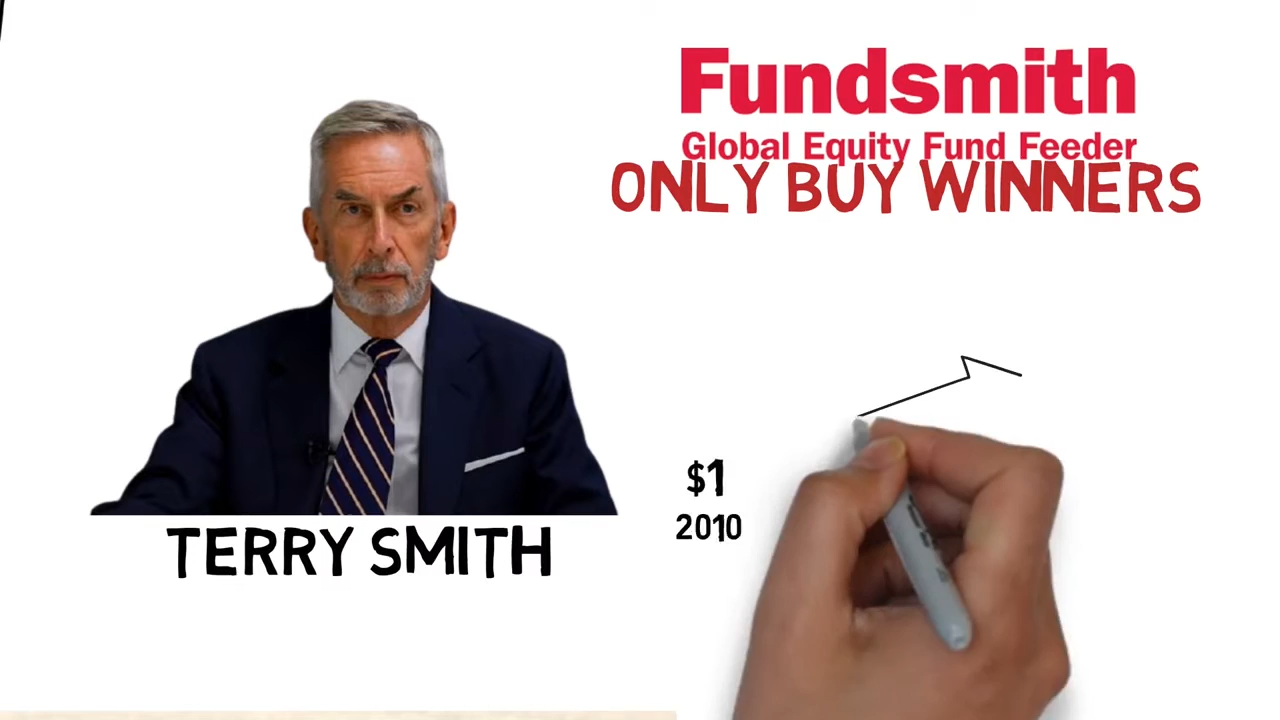 Fundsmith
Global Equity Fund Feeder
ONLY BUY WINNERS
$1
2010
TERRY SMITH